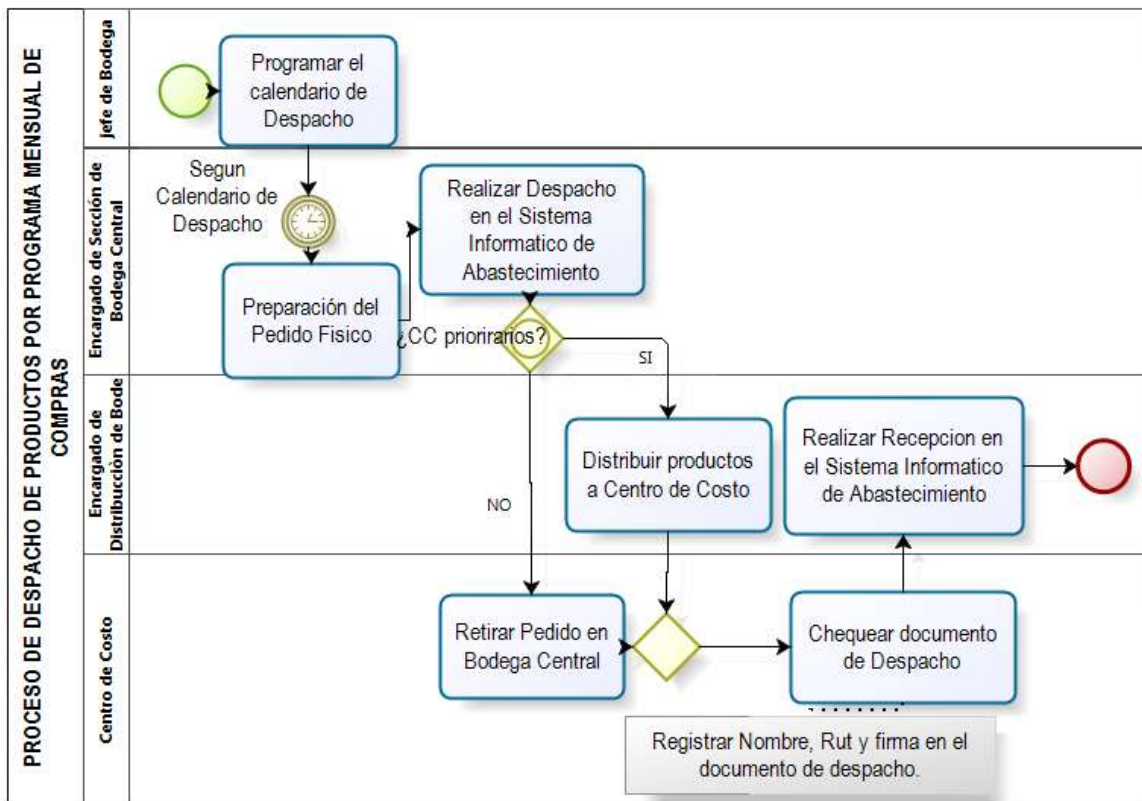 PROCESO DE DESPACHO DE PRODUCTOS POR PROGRAMA MENSUAL DE
COMPRAS
Jefe de Bodega
Programar el
calendario de
Despacho
Encargado de Sección de
Bodega Central
Segun
Calendario de
Despacho
Preparación del
Pedido Fisico
Realizar Despacho
en el Sistema
Informatico de
Abastecimiento
¿CC priorirarios?
SI
NO
Encargado de
Distribucción de Bode
Distribuir productos
a Centro de Costo
Realizar Recepcion en
el Sistema Informatico
de Abastecimiento
Centro de Costo
Retirar Pedido en
Bodega Central
Chequear documento
de Despacho
Registrar Nombre, Rut y firma en el
documento de despacho.